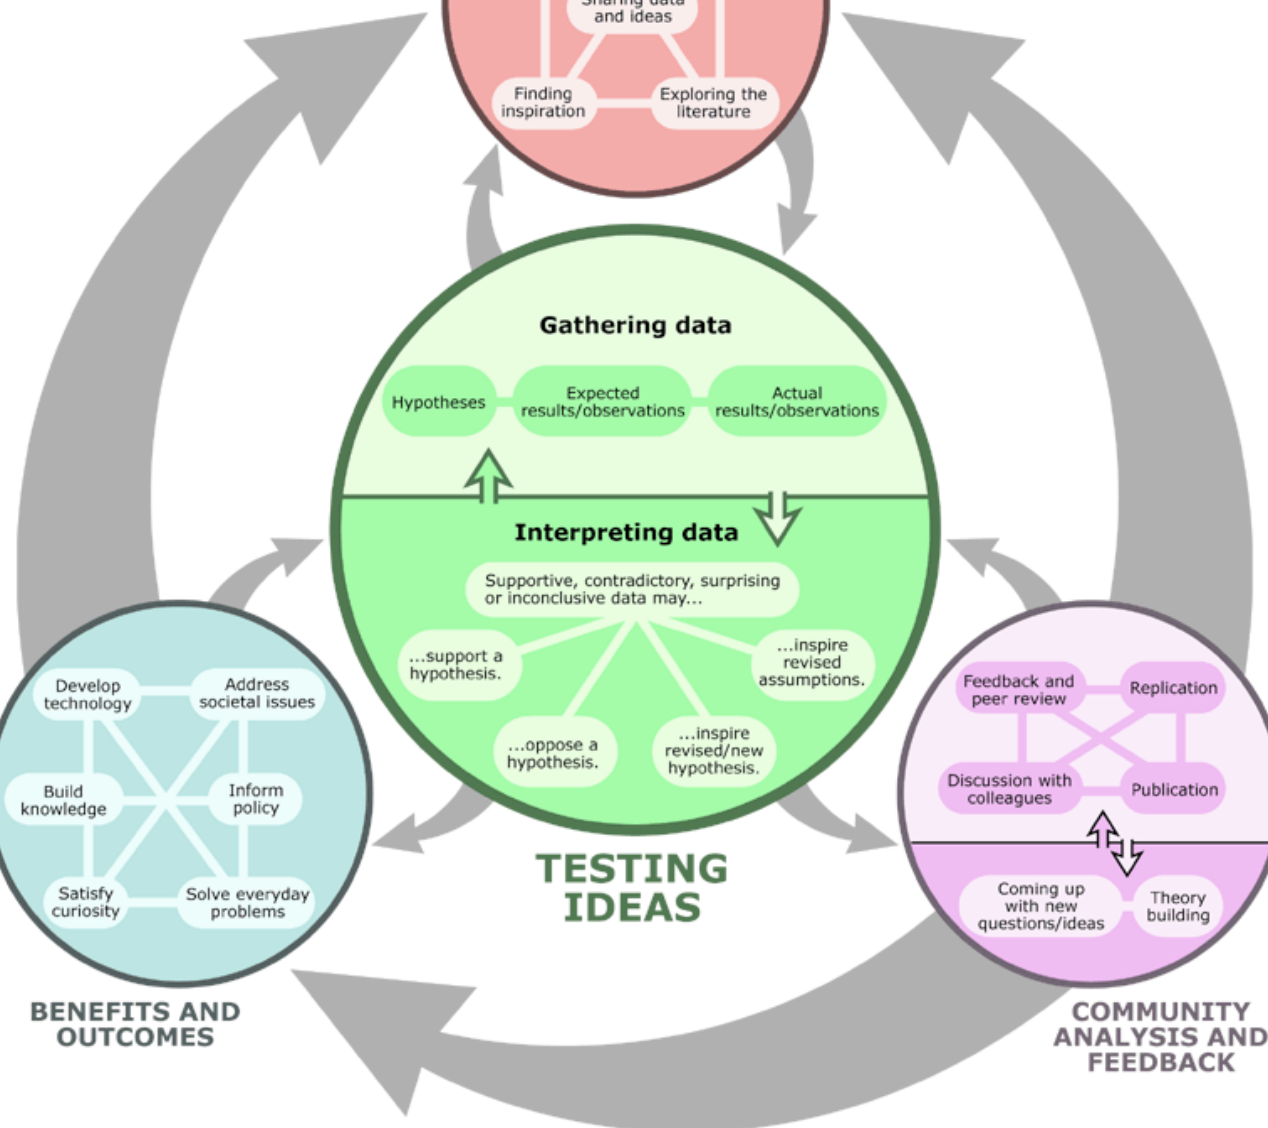 Sharing data
and ideas
Finding
inspiration
Exploring the
literature
Gathering data
Hypotheses
Expected
results/observations
Actual
results/observations
Interpreting data
Supportive, contradictory, surprising
or inconclusive data may...
...support a
hypothesis.
...inspire
revised
assumptions.
...oppose a
hypothesis.
...inspire
revised/new
hypothesis.
TESTING
IDEAS
Develop
technology
Address
societal issues
Build
knowledge
Inform
policy
Satisfy
curiosity
Solve everyday
problems
BENEFITS AND
OUTCOMES
Feedback and
peer review
Replication
Discussion with
colleagues
Publication
Coming up
with new
questions/ideas
Theory
building
COMMUNITY
ANALYSIS AND
FEEDBACK